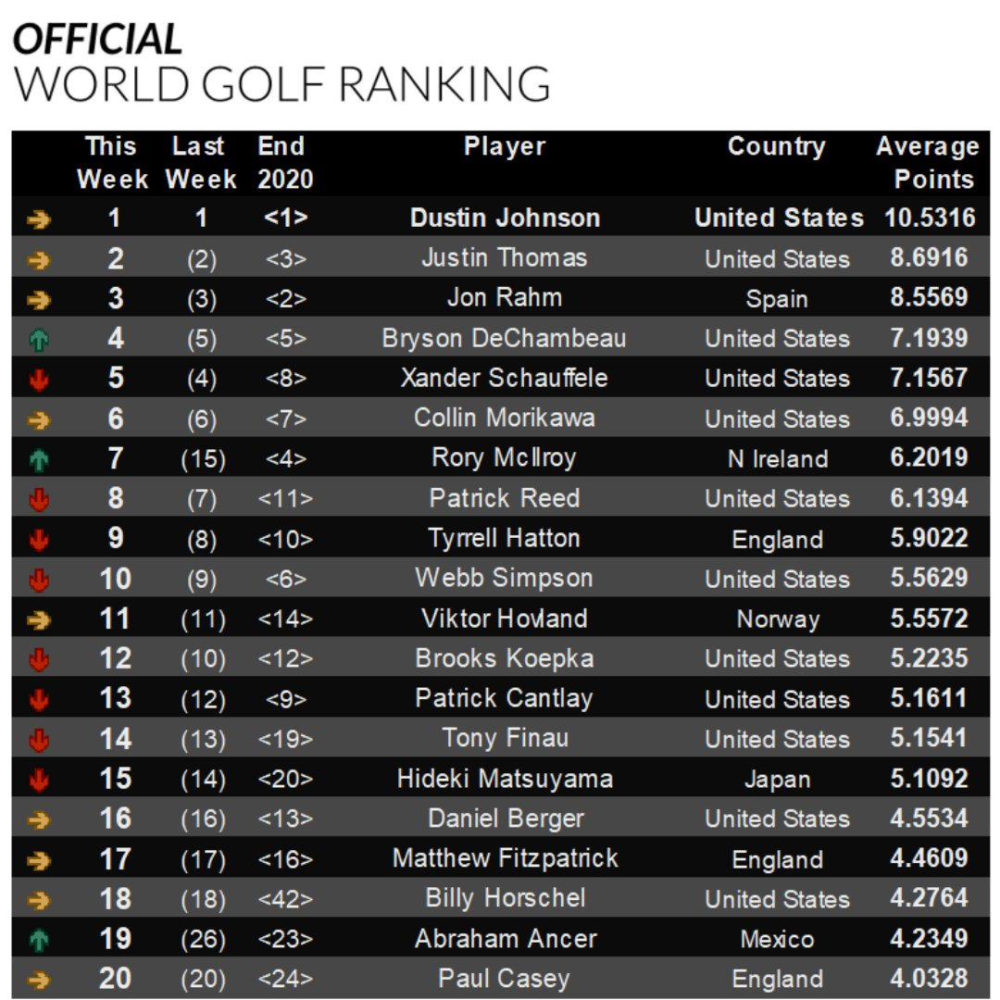 OFFICIAL
WORLD GOLF RANKING
This Last End Player Country Average
Week Week 2020 Points
1 1 <1> Dustin Johnson United States 10.5316
2 (2) <3> Justin Thomas United States 8.6916
3 (3) <2> Jon Rahm Spain 8.5569
4 (5) <5> Bryson DeChambeau United States 7.1939
5 (4) <8> Xander Schauffele United States 7.1567
6 (6) <7> Collin Morikawa United States 6.9994
7 (15) <4> Rory McIlroy N Ireland 6.2019
8 (7) <11> Patrick Reed United States 6.1394
9 (8) <10> Tyrrell Hatton England 5.9022
10 (9) <6> Webb Simpson United States 5.5629
11 (11) <14> Viktor Hovland Norway 5.5572
12 (10) <12> Brooks Koepka United States 5.2235
13 (12) <9> Patrick Cantlay United States 5.1611
14 (13) <19> Tony Finau United States 5.1541
15 (14) <20> Hideki Matsuyama Japan 5.1092
16 (16) <13> Daniel Berger United States 4.5534
17 (17) <16> Matthew Fitzpatrick England 4.4609
18 (18) <42> Billy Horschel United States 4.2764
19 (26) <23> Abraham Ancer Mexico 4.2349
20 (20) <24> Paul Casey England 4.0328